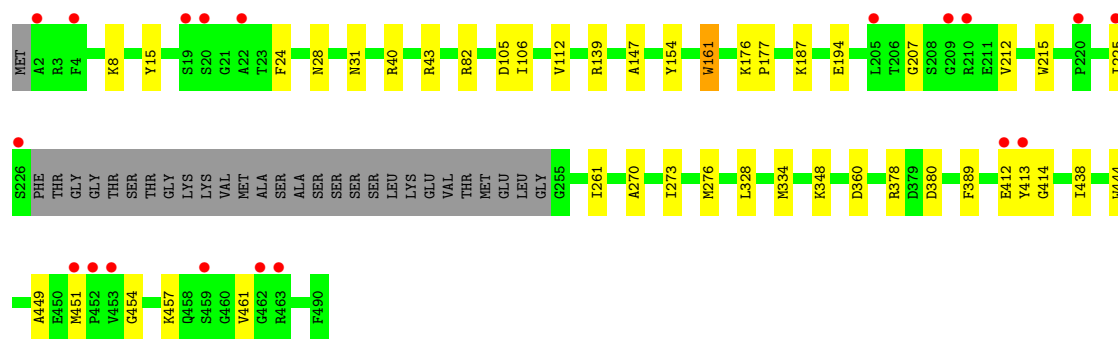 MET A2 R3 F4 K8 Y15 S19 S20 G21 A22 T23 F24 N28 N31 R40 R43 R82 D105 I106 V112 R139 A147 Y154 W161 K176 P177 K187 E194 L205 T206 G207 S208 G209 R210 E211 V212 W215 P220
S226 PHE THR GLY GLY THR SER THR GLY LYS LYS VAL MET ALA SER ALA SER SER SER SER LEU LYS GLU VAL THR MET GLU LEU GLY G255 I261 A270 I273 M276 L328 M334 K348 D360 R378 D379 D380 F389 E412 Y413 G414 I438
A449 E450 M451 P452 V453 G454 K457 Q458 S459 G460 V461 G462 R463 F490